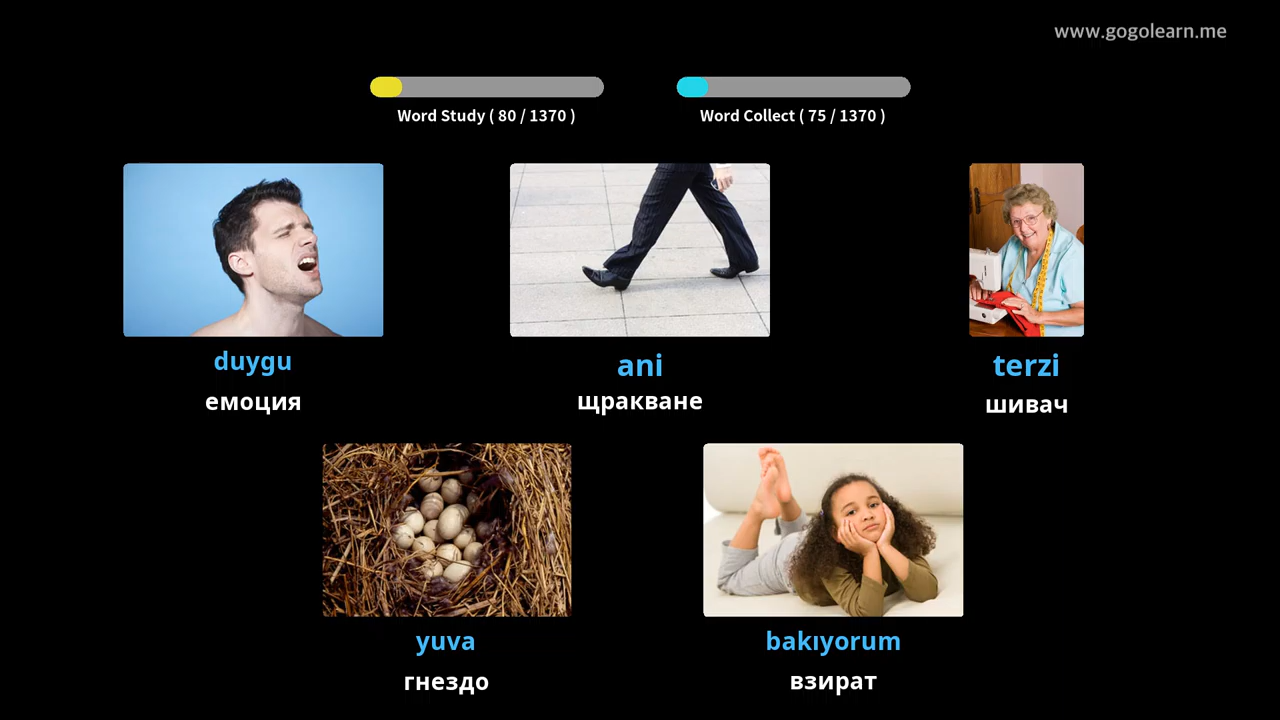 www.gogolearn.me
Word Study ( 80 / 1370 )
Word Collect ( 75 / 1370 )
duygu
емоция
ani
щракване
terzi
шивач
yuva
гнездо
bakıyorum
взират